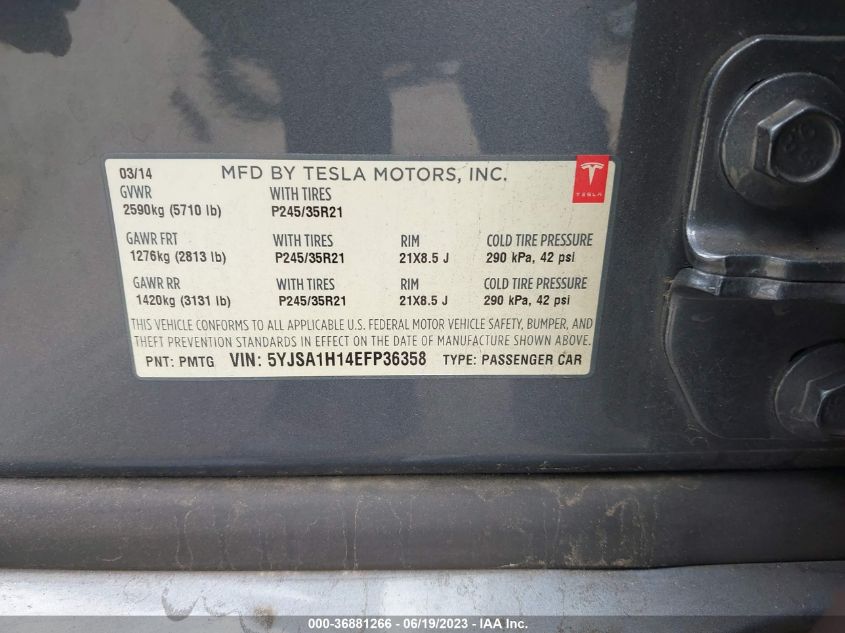 03/14 MFD BY TESLA MOTORS, INC.
TESLA
GVWR WITH TIRES
2590kg (5710 lb) P245/35R21
GAWR FRT WITH TIRES RIM COLD TIRE PRESSURE
1276kg (2813 lb) P245/35R21 21X8.5 J 290 kPa, 42 psi
GAWR RR WITH TIRES RIM COLD TIRE PRESSURE
1420kg (3131 lb) P245/35R21 21X8.5 J 290 kPa, 42 psi
THIS VEHICLE CONFORMS TO ALL APPLICABLE U.S. FEDERAL MOTOR VEHICLE SAFETY, BUMPER, AND
THEFT PREVENTION STANDARDS IN EFFECT ON THE DATE OF MANUFACTURE SHOWN ABOVE.
PNT: PMTG VIN: 5YJSA1H14EFP36358 TYPE: PASSENGER CAR
000-36881266 - 06/19/2023 - IAA Inc.